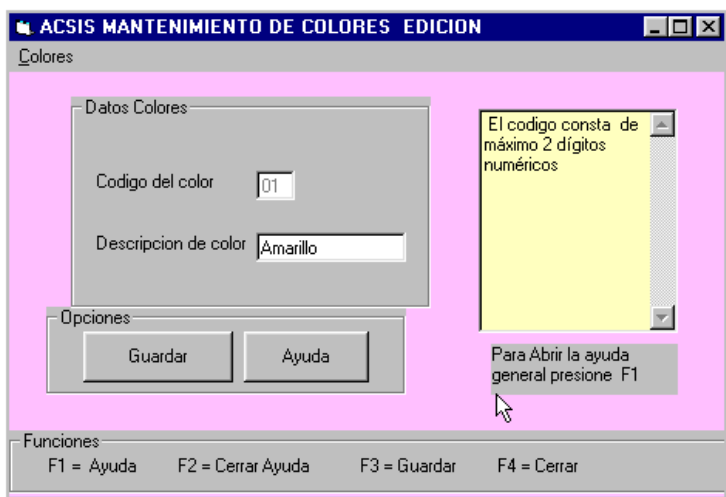 ACSIS MANTENIMIENTO DE COLORES  EDICION
Colores
Datos Colores
Codigo del color 01
Descripcion de color Amarillo
El codigo consta de
máximo 2 dígitos
numéricos
Opciones
Guardar Ayuda
Para Abrir la ayuda
general presione F1
Funciones
F1 = Ayuda F2 = Cerrar Ayuda F3 = Guardar F4 = Cerrar